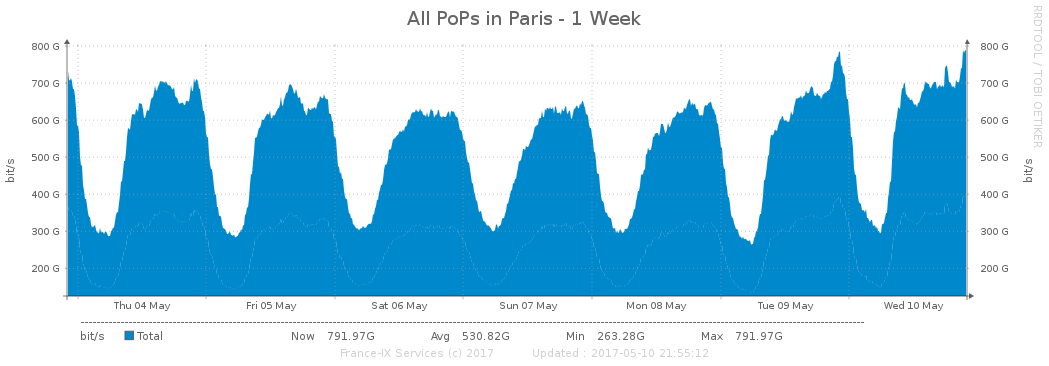 All PoPs in Paris - 1 Week
RRDTOOL / TOBI OETIKER
bit/s
800 G 800 G
700 G 700 G
600 G 600 G
500 G 500 G
400 G 400 G
300 G 300 G
200 G 200 G
bit/s
Thu 04 May Fri 05 May Sat 06 May Sun 07 May Mon 08 May Tue 09 May Wed 10 May
bit/s Total Now 791.97G Avg 530.82G Min 263.28G Max 791.97G
France-IX Services (c) 2017 Updated : 2017-05-10 21:55:12